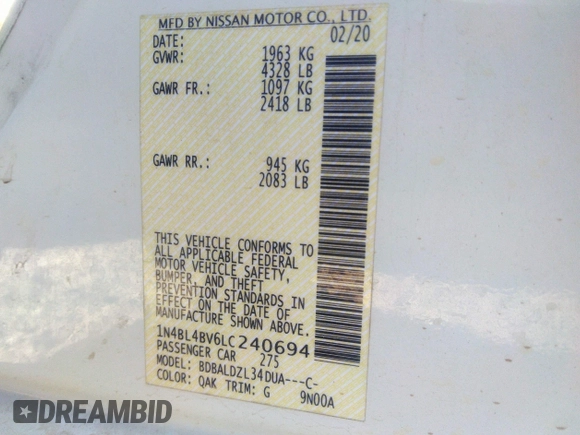 MFD BY NISSAN MOTOR CO., LTD.
DATE: 02/20
GVWR: 1963 KG
4328 LB
GAWR FR.: 1097 KG
2418 LB
GAWR RR.: 945 KG
2083 LB
THIS VEHICLE CONFORMS TO
ALL APPLICABLE FEDERAL
MOTOR VEHICLE SAFETY,
BUMPER, AND THEFT
PREVENTION STANDARDS IN
EFFECT ON THE DATE OF
MANUFACTURE SHOWN ABOVE.
1N4BL4BV6LC240694
PASSENGER CAR 275
MODEL: BDBALDZL34DUA---C-
COLOR: QAK TRIM: G 9N00A
DREAMBID